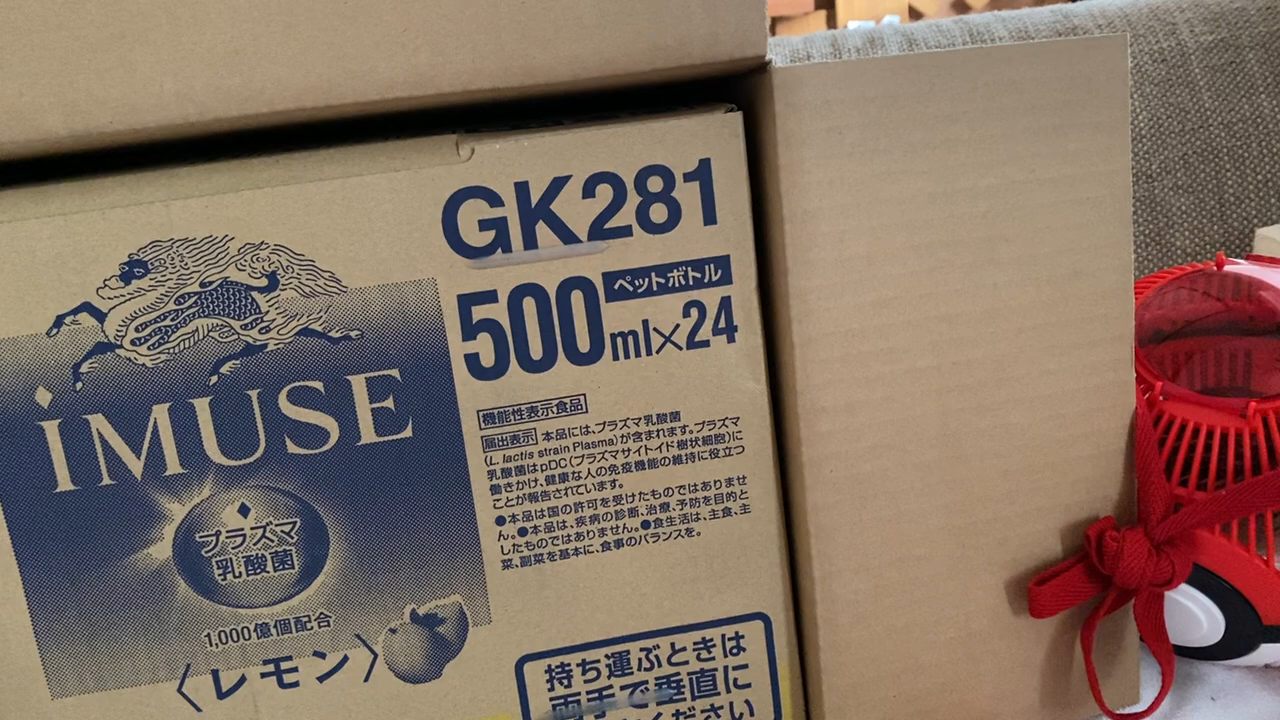 GK281
500ml×24
ペットボトル
iMUSE
プラズマ
乳酸菌
1,000億個配合
〈レモン〉
機能性表示食品
届出表示 本品には、プラズマ乳酸菌
(L. lactis strain Plasma)が含まれます。プラズマ
乳酸菌はpDC(プラズマサイトイド樹状細胞)に
働きかけ、健康な人の免疫機能の維持に役立つ
ことが報告されています。
●本品は国の許可を受けたものではありませ
ん。●本品は、疾病の診断、治療、予防を目的と
したものではありません。●食生活は、主食、主
菜、副菜を基本に、食事のバランスを。
持ち運ぶときは
両手で垂直に
ください